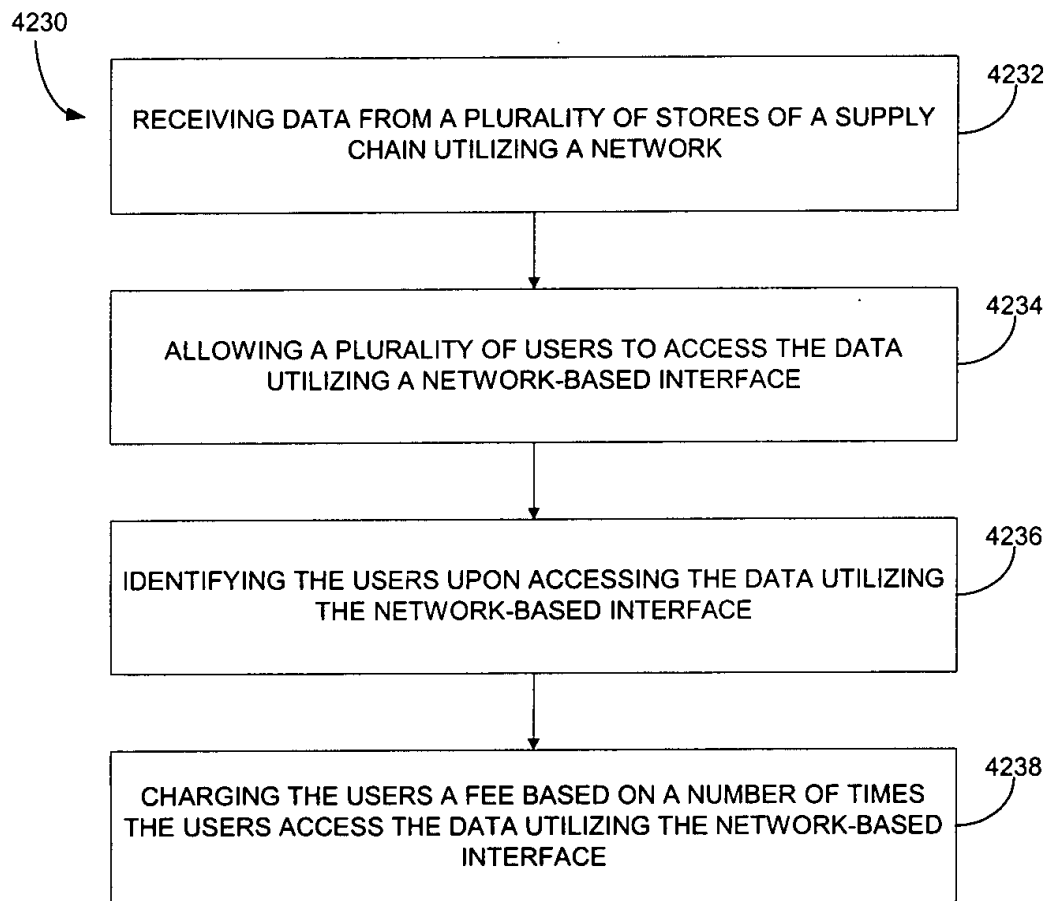 4230
4232
RECEIVING DATA FROM A PLURALITY OF STORES OF A SUPPLY
CHAIN UTILIZING A NETWORK
4234
ALLOWING A PLURALITY OF USERS TO ACCESS THE DATA
UTILIZING A NETWORK-BASED INTERFACE
4236
IDENTIFYING THE USERS UPON ACCESSING THE DATA UTILIZING
THE NETWORK-BASED INTERFACE
4238
CHARGING THE USERS A FEE BASED ON A NUMBER OF TIMES
THE USERS ACCESS THE DATA UTILIZING THE NETWORK-BASED
INTERFACE